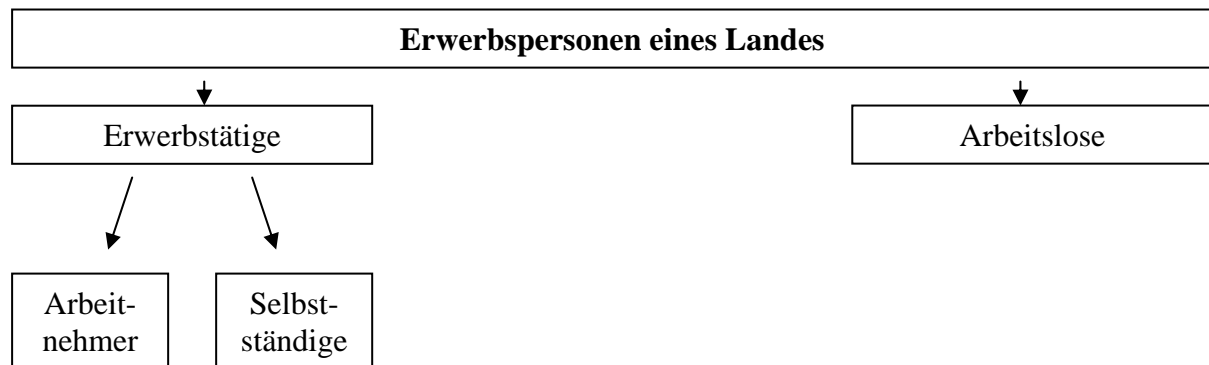 Erwerbspersonen eines Landes
Erwerbstätige
Arbeitslose
Arbeit-
nehmer
Selbst-
ständige